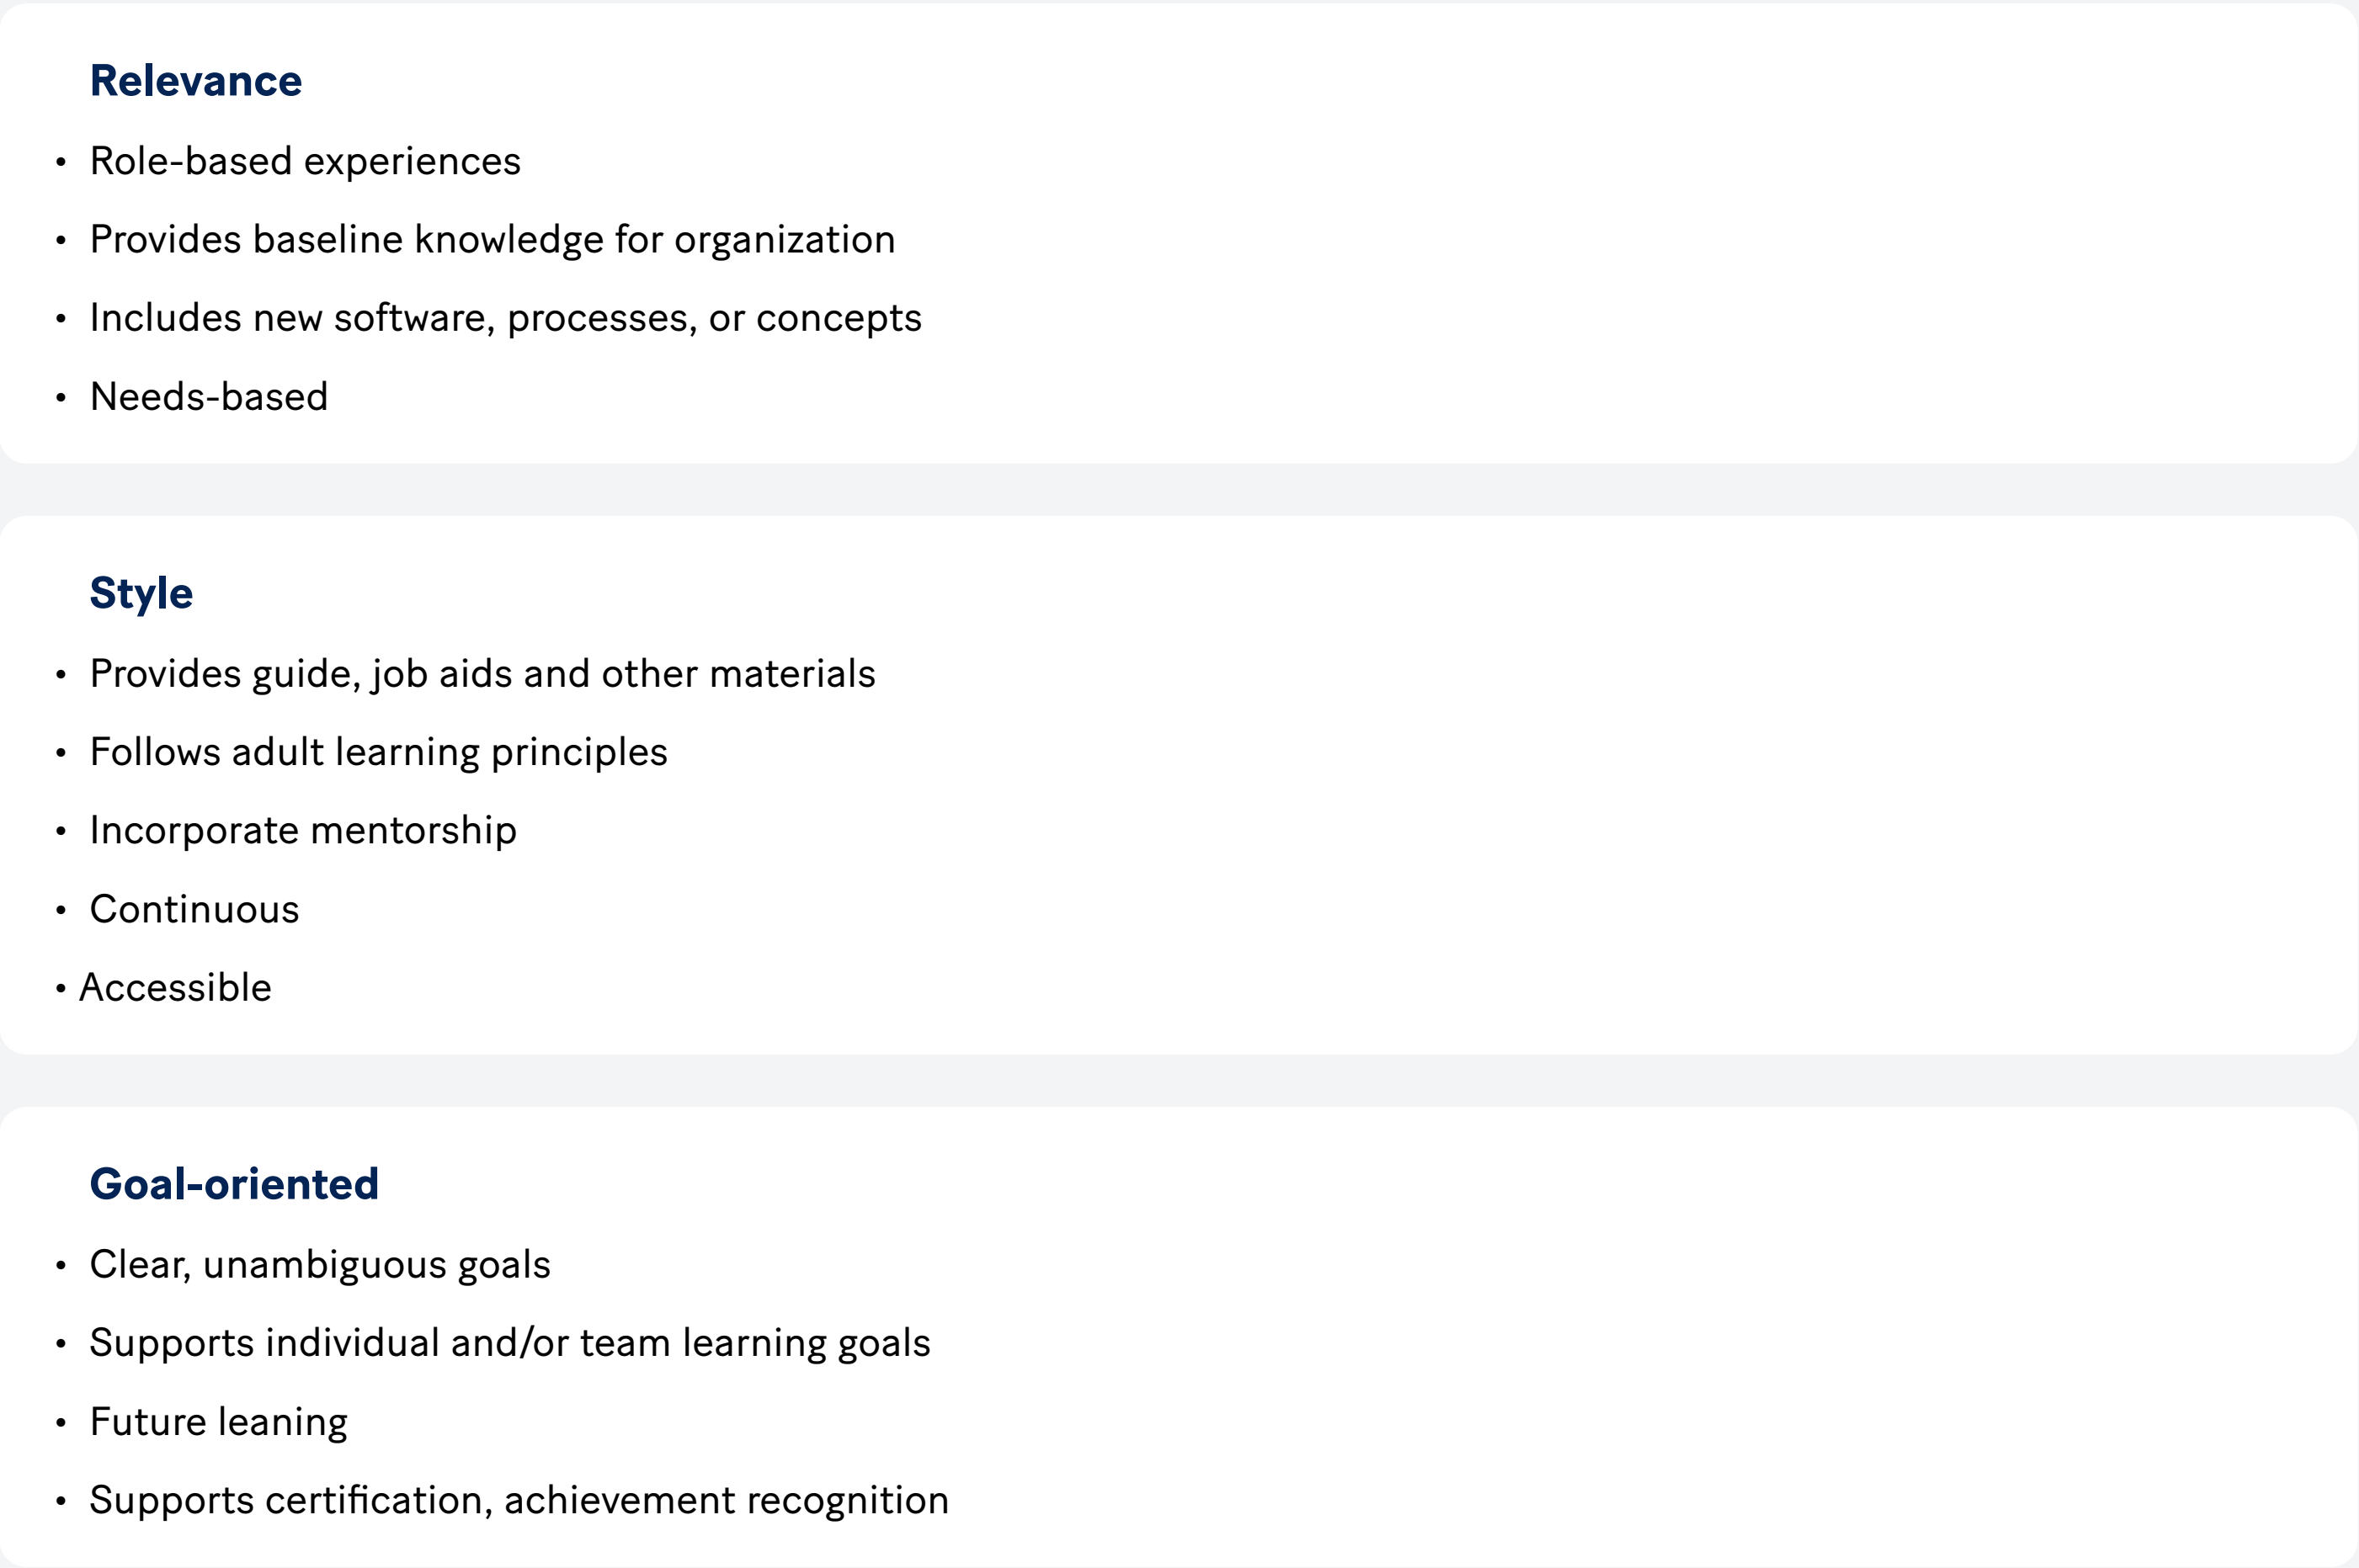 Relevance
• Role-based experiences
• Provides baseline knowledge for organization
• Includes new software, processes, or concepts
• Needs-based
Style
• Provides guide, job aids and other materials
• Follows adult learning principles
• Incorporate mentorship
• Continuous
• Accessible
Goal-oriented
• Clear, unambiguous goals
• Supports individual and/or team learning goals
• Future leaning
• Supports certification, achievement recognition